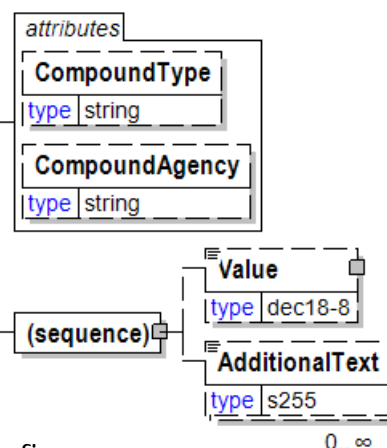 attributes
CompoundType
type string
CompoundAgency
type string
Value
type dec18-8
(sequence)
AdditionalText
type s255
0..∞